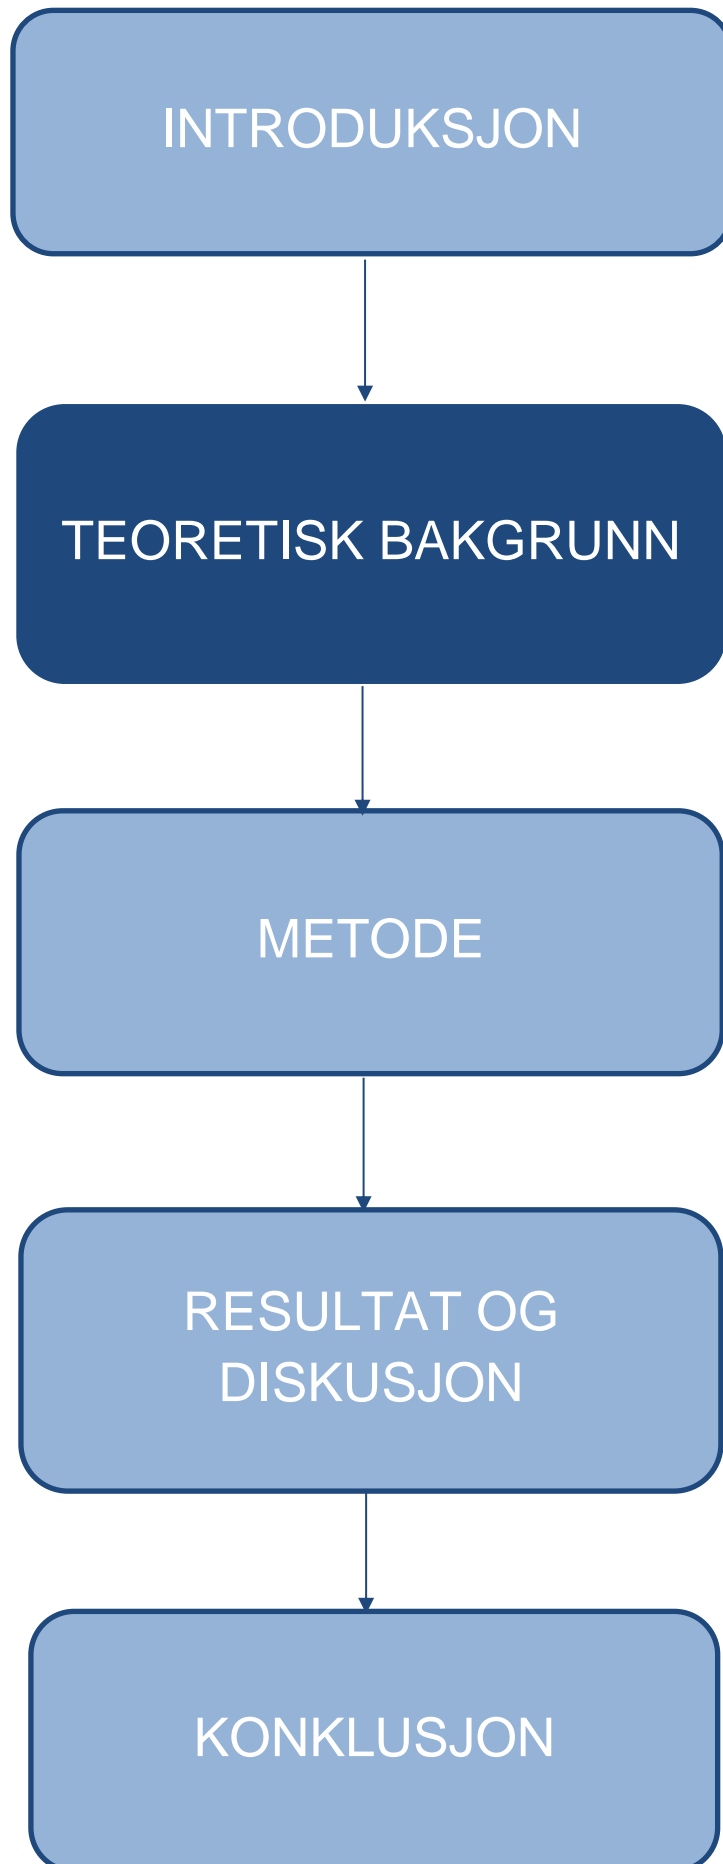 INTRODUKSJON
TEORETISK BAKGRUNN
METODE
RESULTAT OG
DISKUSJON
KONKLUSJON